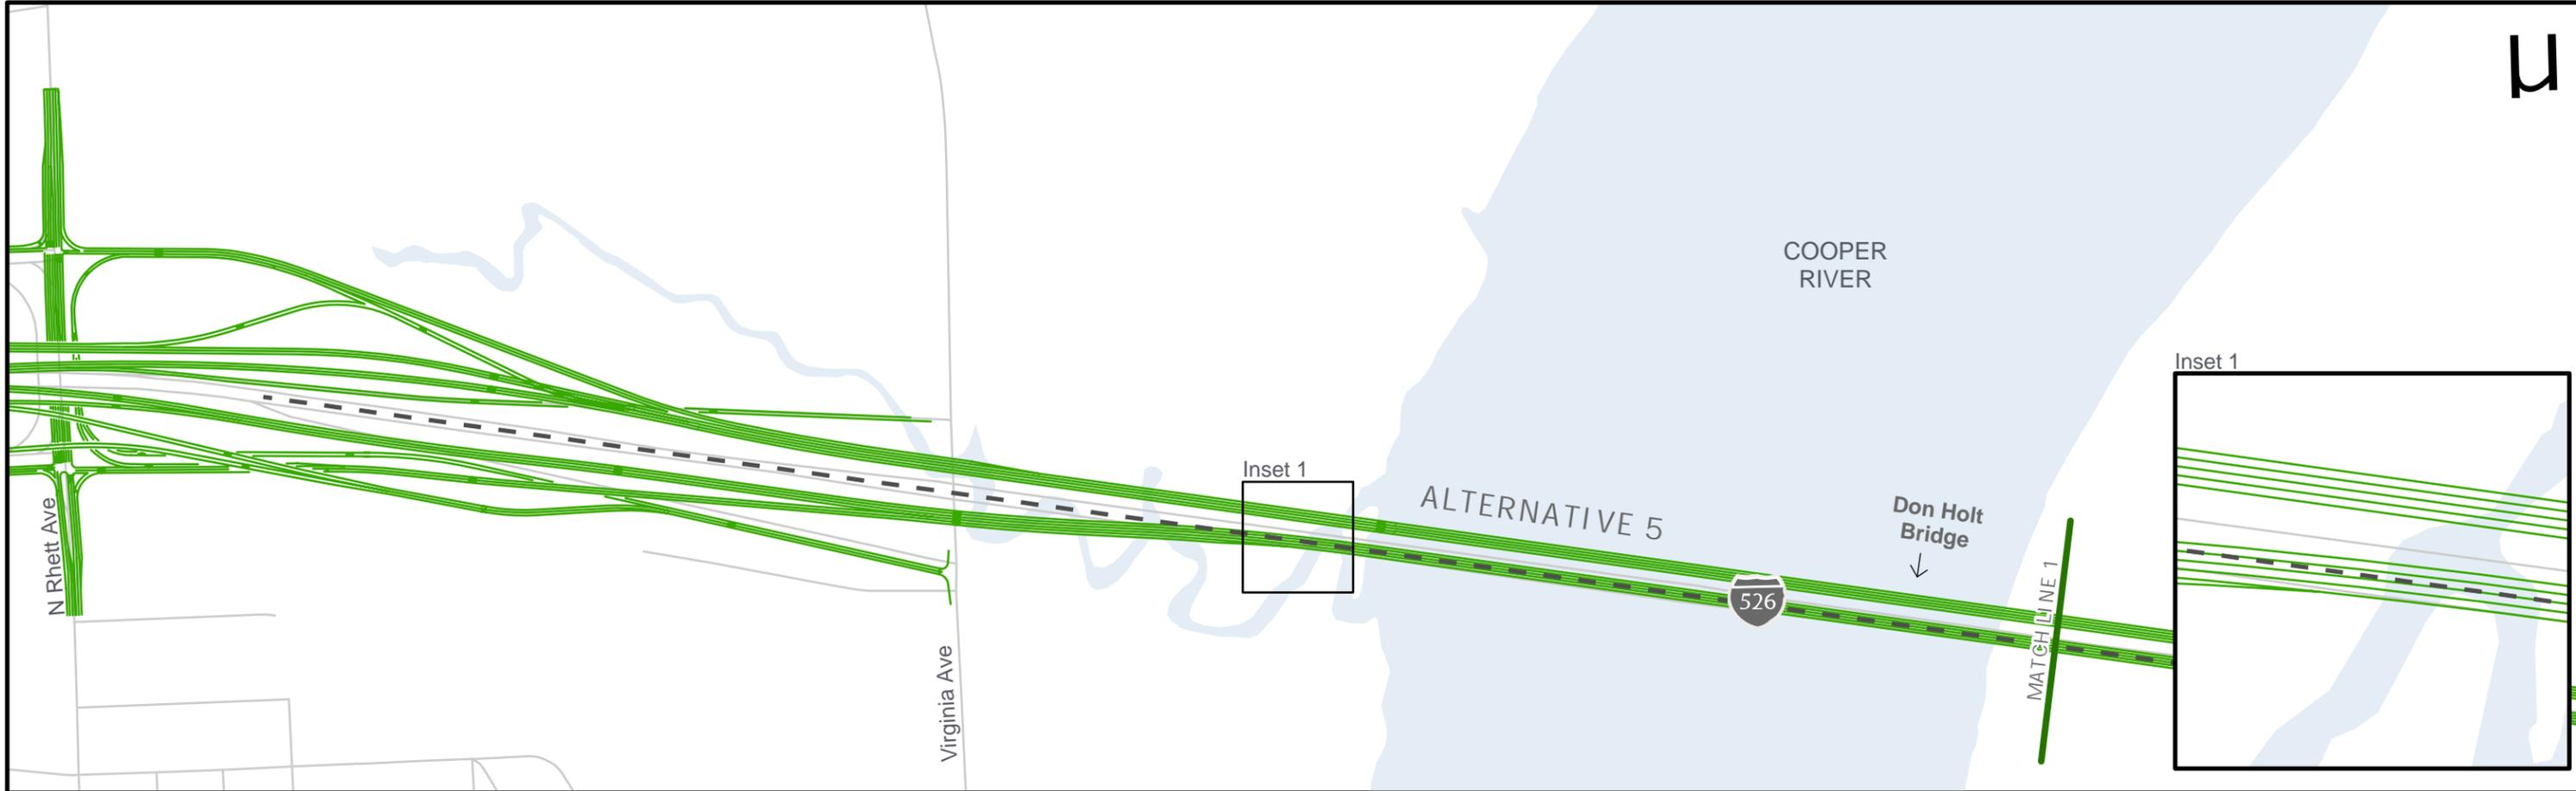 µ
COOPER
RIVER
Inset 1
Inset 1
ALTERNATIVE 5
Don Holt
Bridge
N Rhett Ave
526
MATCH LINE 1
Virginia Ave